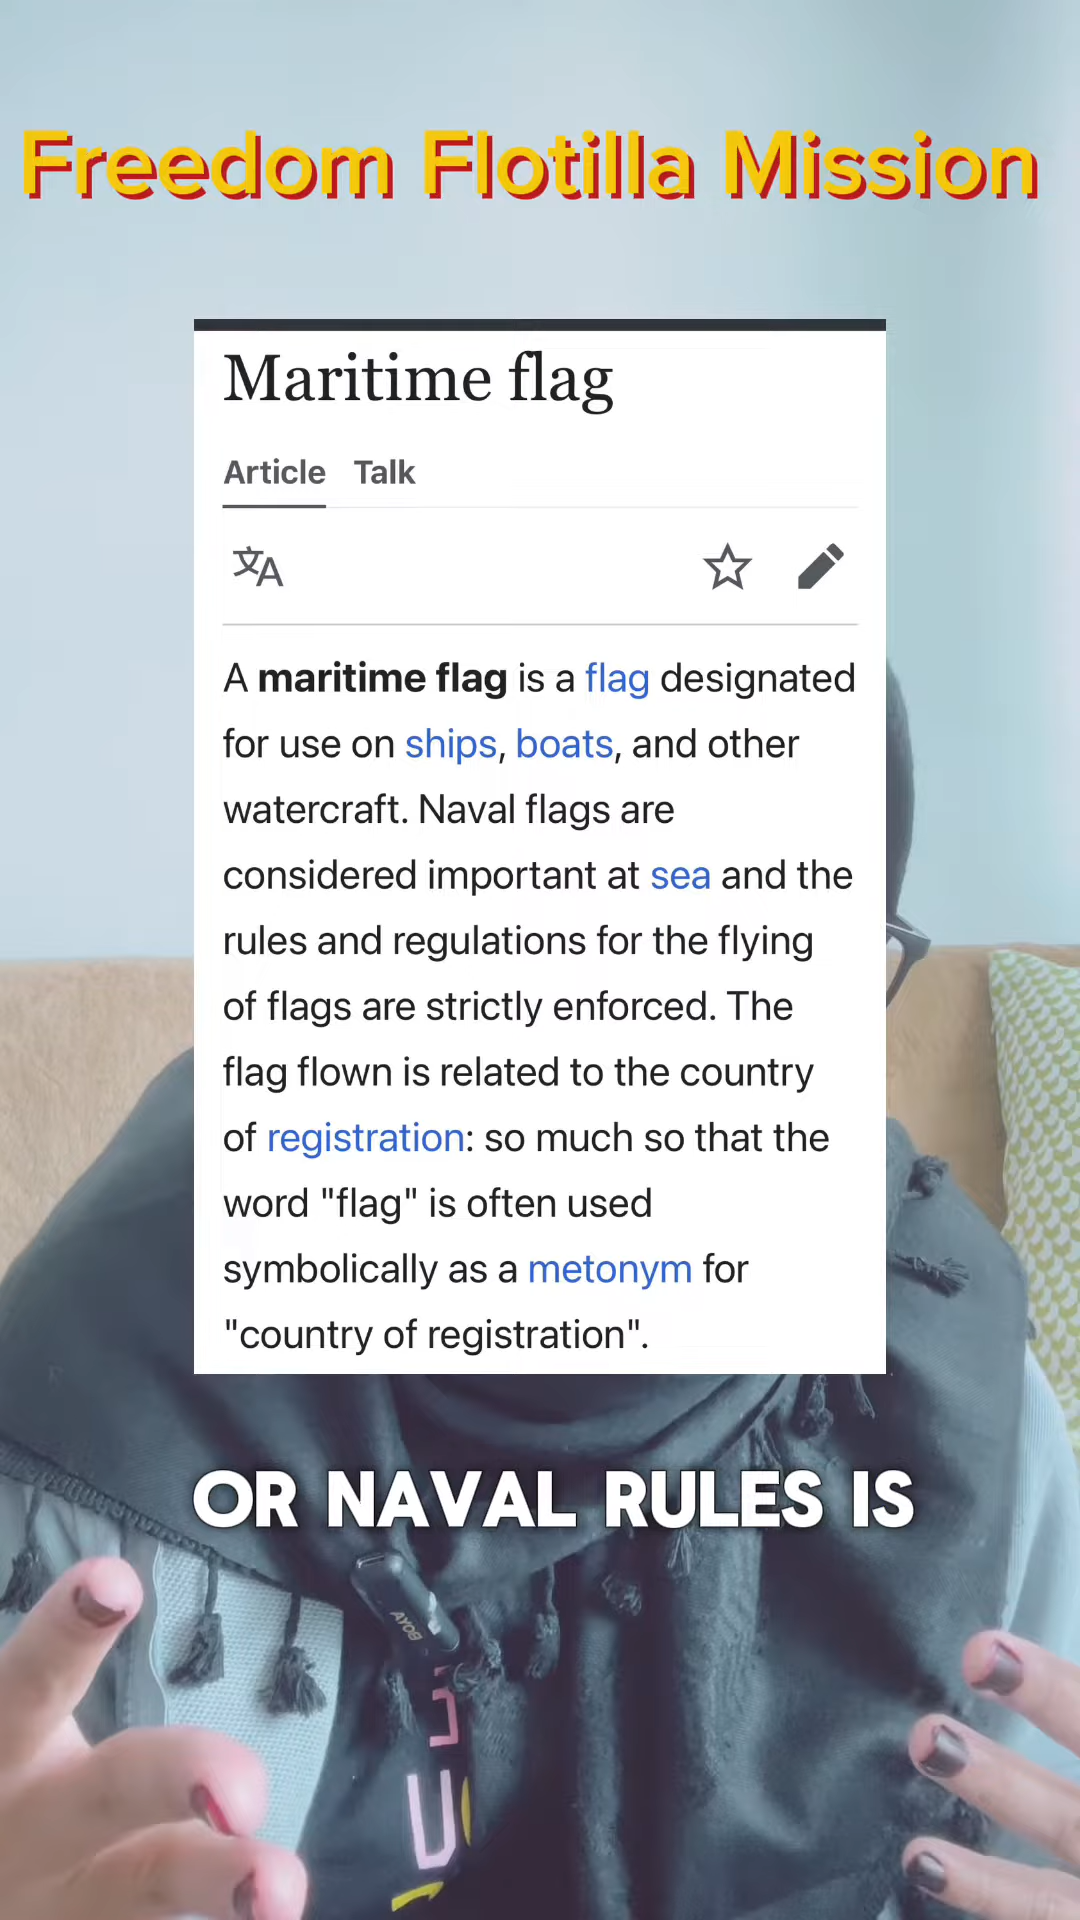 Freedom Flotilla Mission
Maritime flag
Article Talk
文A
A maritime flag is a flag designated
for use on ships, boats, and other
watercraft. Naval flags are
considered important at sea and the
rules and regulations for the flying
of flags are strictly enforced. The
flag flown is related to the country
of registration: so much so that the
word "flag" is often used
symbolically as a metonym for
"country of registration".
OR NAVAL RULES IS
BOYA